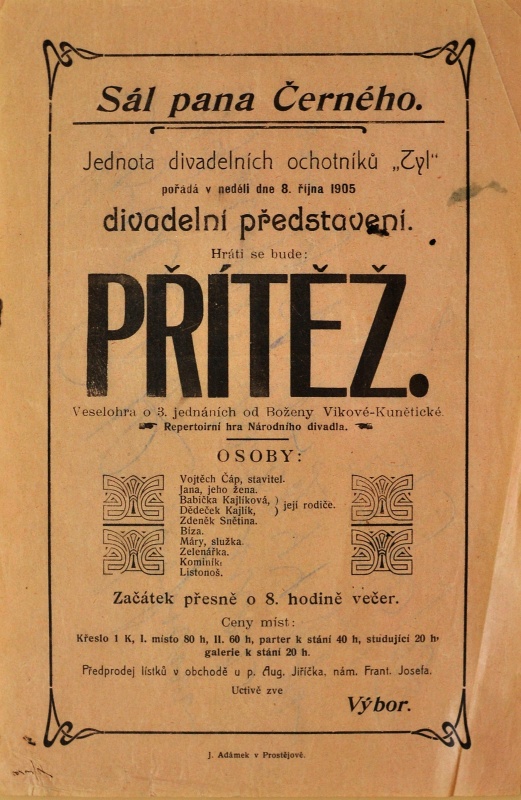 Sál pana Černého.
Jednota divadelních ochotníků „Tyl“
pořádá v neděli dne 8. října 1905
divadelní představení.
Hráti se bude:
PŘÍTĚŽ.
Veselohra o 3. jednáních od Boženy Vikové-Kunětické.
Repertoirní hra Národního divadla.
OSOBY:
Vojtěch Čáp, stavitel.
Jana, jeho žena.
Babička Kajlíková, ) její rodiče.
Dědeček Kajlík, )
Zdeněk Snětina.
Bíza.
Máry, služka.
Zelenářka.
Kominík.
Listonoš.
Začátek přesně o 8. hodině večer.
Ceny míst:
Křeslo 1 K, I. místo 80 h, II. 60 h, parter k stání 40 h, studující 20 h,
galerie k stání 20 h.
Předprodej lístků v obchodě u p. Aug. Jiříčka, nám. Frant. Josefa.
Uctivě zve
Výbor.
J. Adámek v Prostějově.